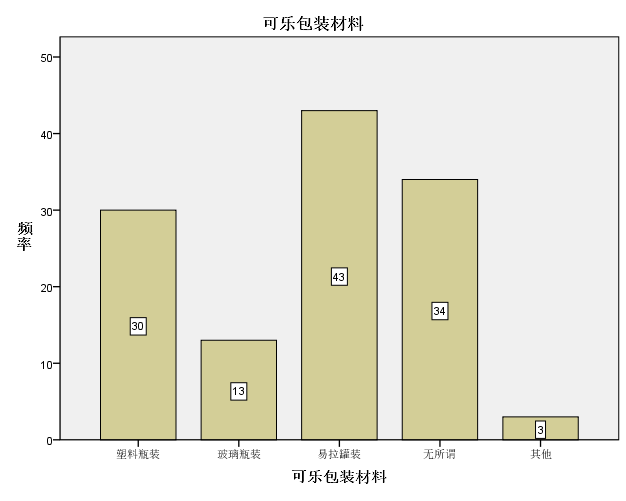 可乐包装材料
50
40
30
20
10
0
频率
30
13
43
34
3
塑料瓶装
玻璃瓶装
易拉罐装
无所谓
其他
可乐包装材料